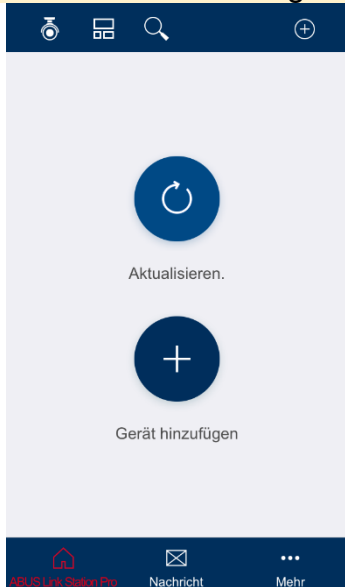 Aktualisieren.
Gerät hinzufügen
ABUS Link Station Pro
Nachricht
Mehr